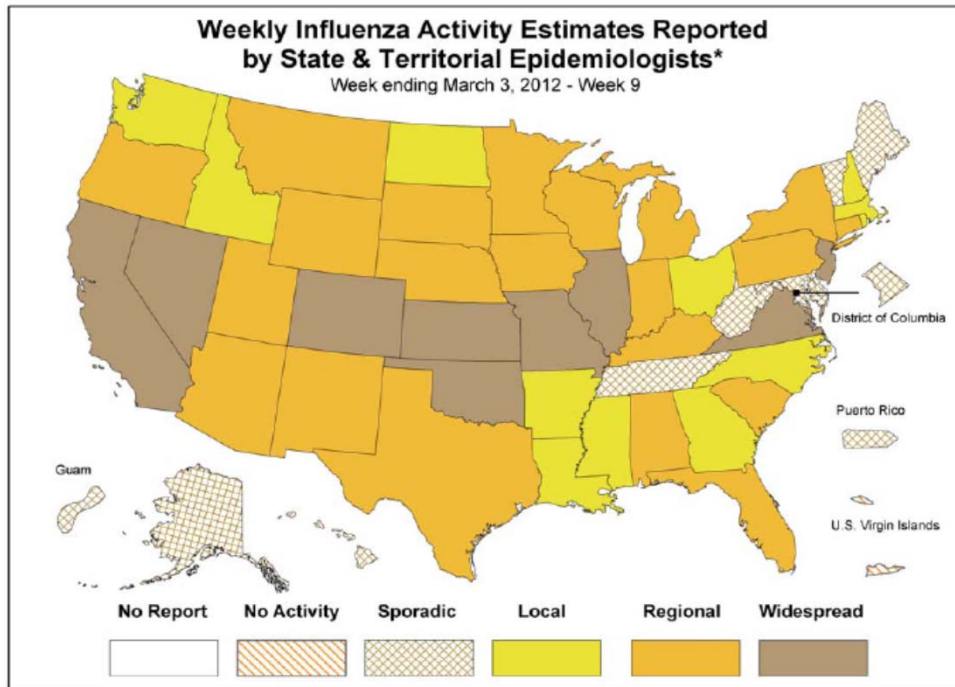 Weekly Influenza Activity Estimates Reported
by State & Territorial Epidemiologists*
Week ending March 3, 2012 - Week 9
District of Columbia
Puerto Rico
Guam
U.S. Virgin Islands
No Report No Activity Sporadic Local Regional Widespread